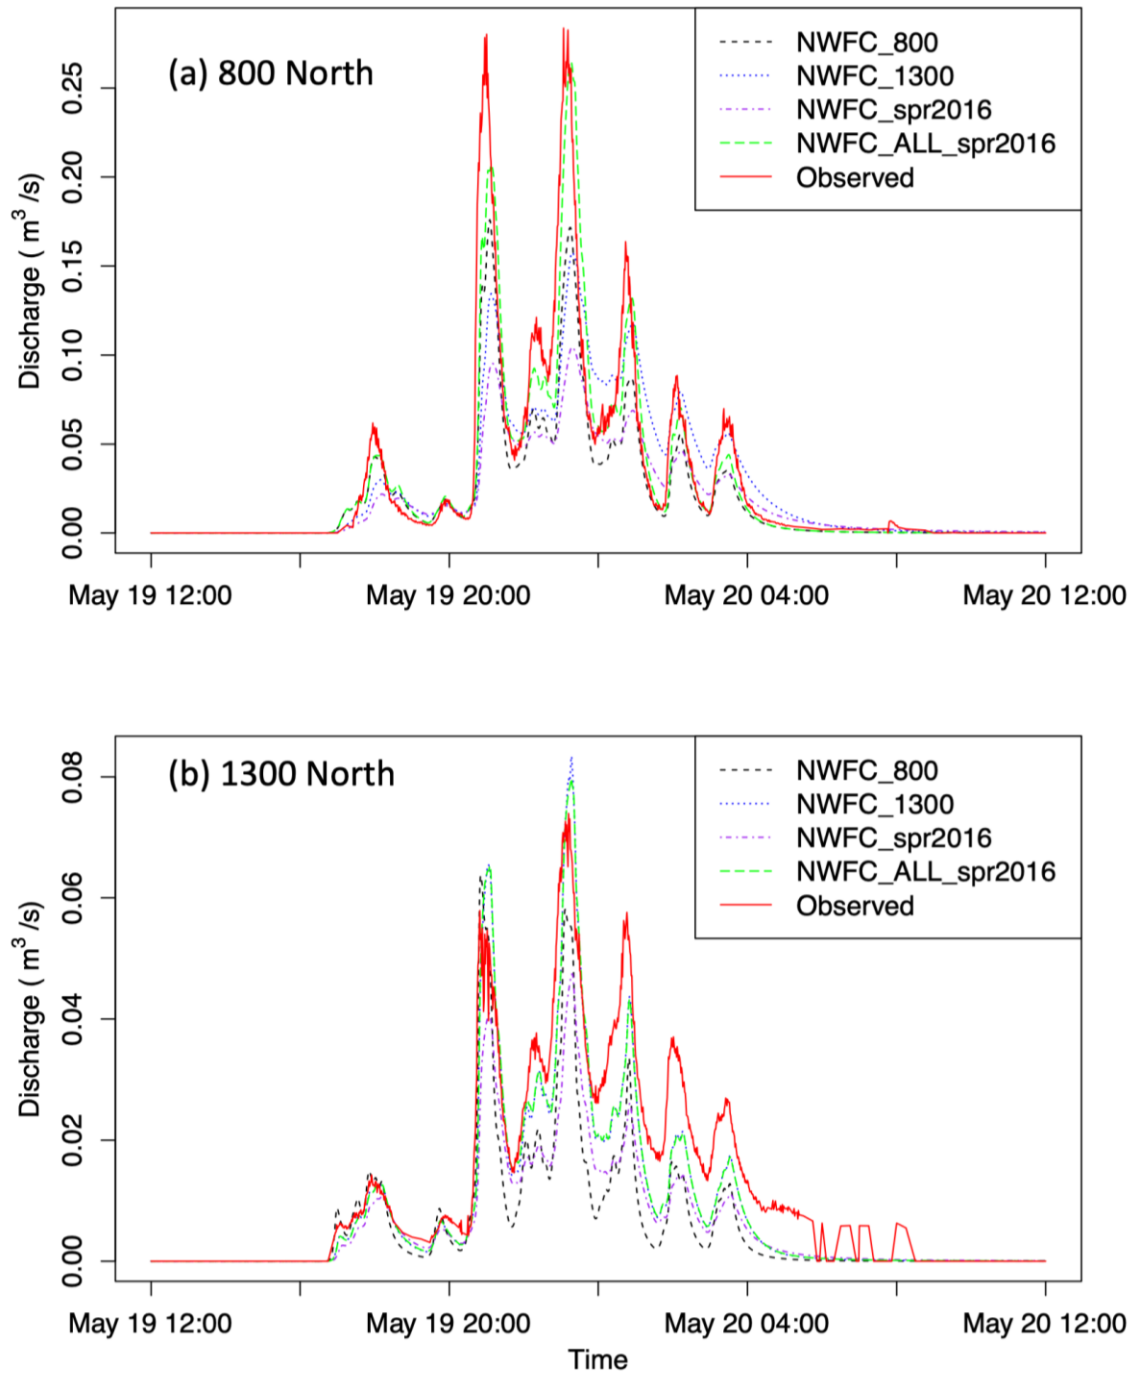 (a) 800 North
NWFC_800
NWFC_1300
NWFC_spr2016
NWFC_ALL_spr2016
Observed
Discharge ( m³ /s)
0.25
0.20
0.15
0.10
0.05
0.00
May 19 12:00
May 19 20:00
May 20 04:00
May 20 12:00
(b) 1300 North
NWFC_800
NWFC_1300
NWFC_spr2016
NWFC_ALL_spr2016
Observed
Discharge ( m³ /s)
0.08
0.06
0.04
0.02
0.00
May 19 12:00
May 19 20:00
May 20 04:00
May 20 12:00
Time